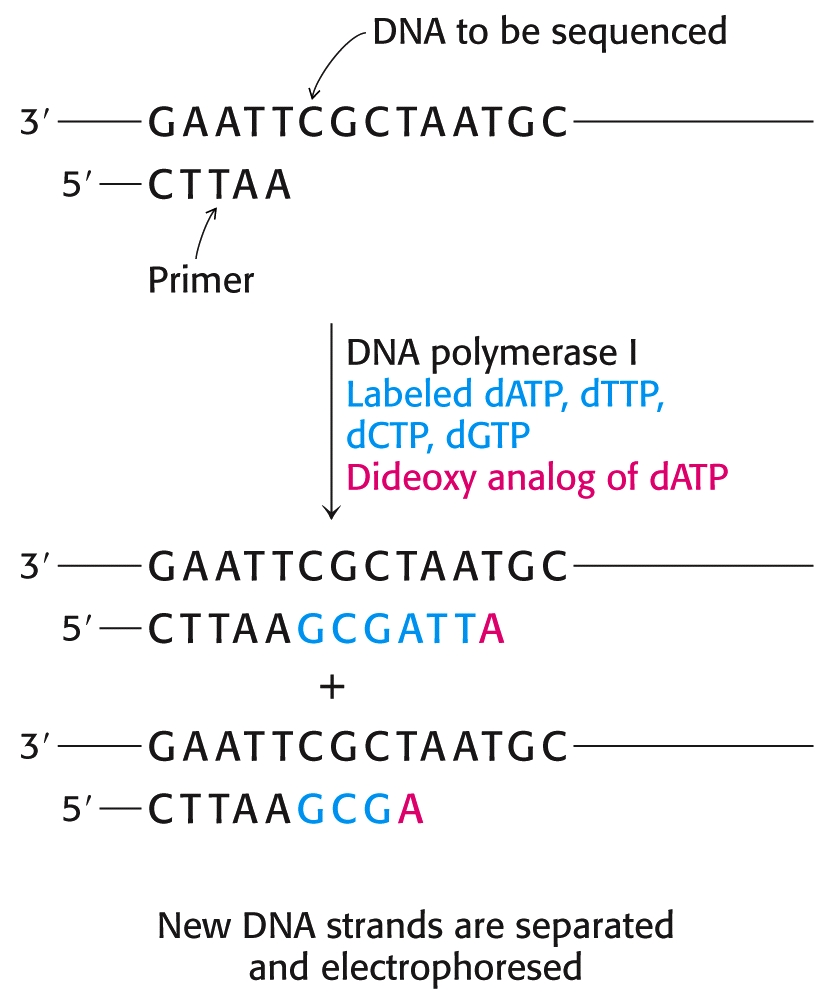 DNA to be sequenced
3′ GAATTCGCTAATGC
5′ CTTAA
Primer
DNA polymerase I
Labeled dATP, dTTP,
dCTP, dGTP
Dideoxy analog of dATP
3′ GAATTCGCTAATGC
5′ CTTAAGCGATTA
+
3′ GAATTCGCTAATGC
5′ CTTAAGCGA
New DNA strands are separated
and electrophoresed